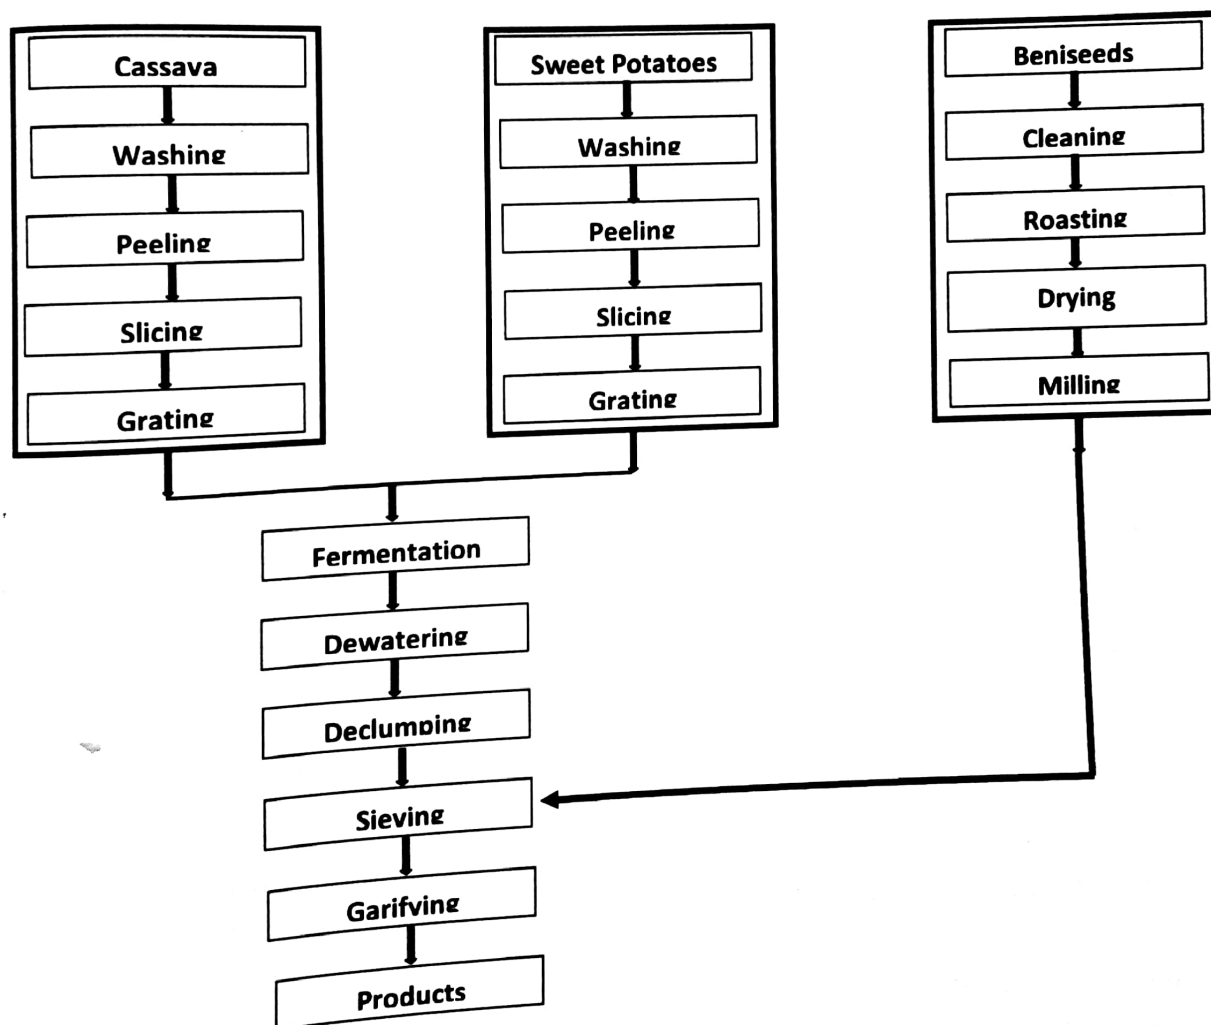 Cassava
Washing
Peeling
Slicing
Grating
Sweet Potatoes
Washing
Peeling
Slicing
Grating
Beniseeds
Cleaning
Roasting
Drying
Milling
Fermentation
Dewatering
Declumping
Sieving
Garifying
Products